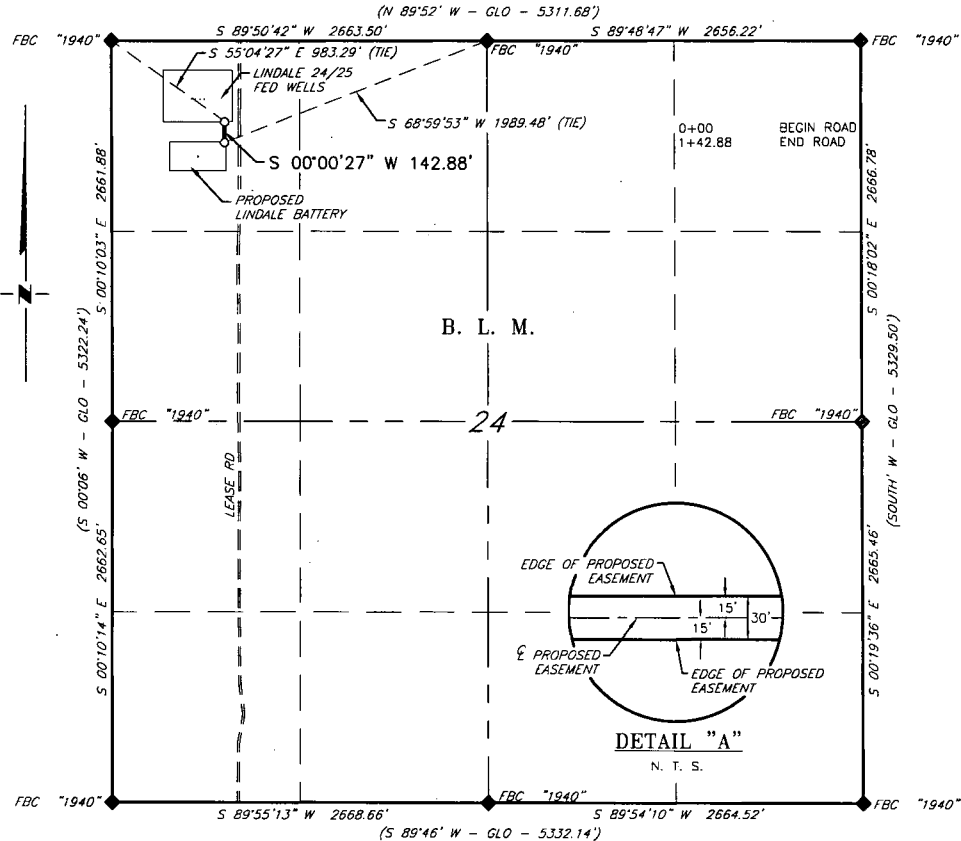 (N 89°52' W - GLO - 5311.68')
S 89°50'42" W 2663.50'
S 89°48'47" W 2656.22'
FBC "1940"
FBC "1940"
FBC "1940"
S 55°04'27" E 983.29' (TIE)
LINDALE 24/25
FED WELLS
S 68°59'53" W 1989.48' (TIE)
0+00 BEGIN ROAD
1+42.88 END ROAD
S 00°00'27" W 142.88'
PROPOSED
LINDALE BATTERY
S 00°10'03" E 2661.88'
S 00°18'02" E 2666.78'
N
(S 00°06' W - GLO - 5322.24')
B. L. M.
(SOUTH' W - GLO - 5329.50')
FBC "1940"
24
FBC "1940"
LEASE RD
S 00°10'14" E 2662.65'
S 00°19'36" E 2665.46'
EDGE OF PROPOSED
EASEMENT
15'
30'
15'
℄ PROPOSED
EASEMENT
EDGE OF PROPOSED
EASEMENT
DETAIL "A"
N. T. S.
FBC "1940"
FBC "1940"
FBC "1940"
S 89°55'13" W 2668.66'
S 89°54'10" W 2664.52'
(S 89°46' W - GLO - 5332.14')